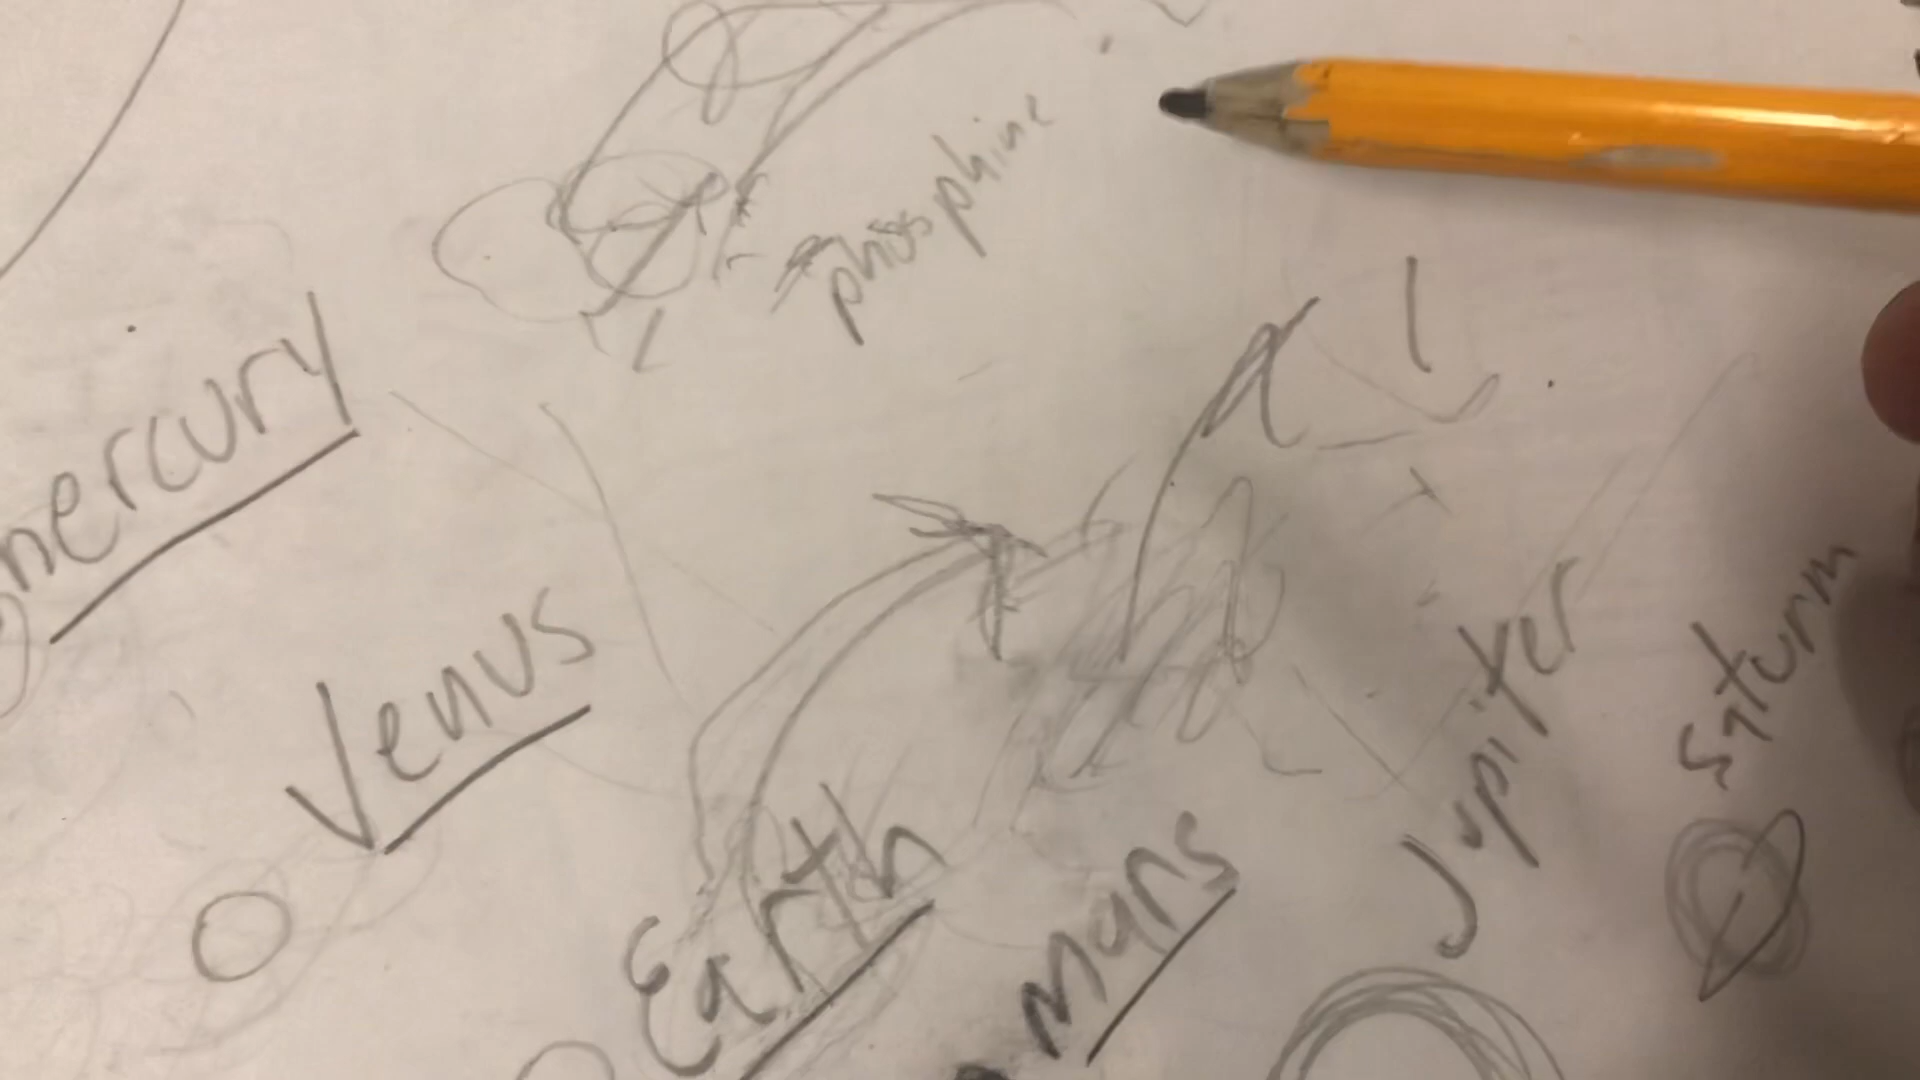 phosphine
mercury
Venus
Earth
Mars
Jupiter
Saturn